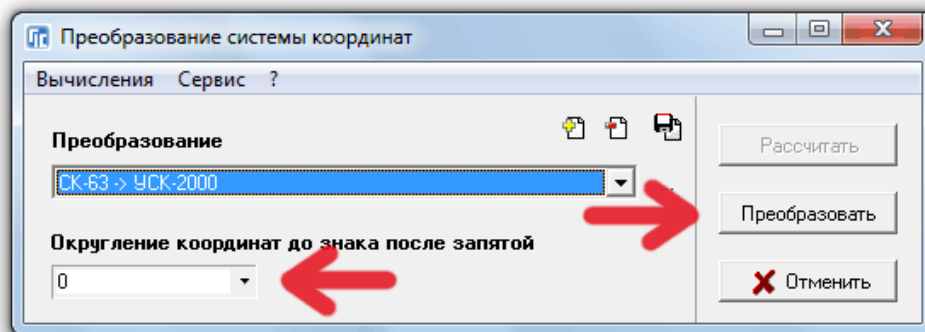 Преобразование системы координат
Вычисления Сервис ?
Преобразование
Рассчитать
СК-63 -> УСК-2000
...
Преобразовать
Округление координат до знака после запятой
0
Отменить